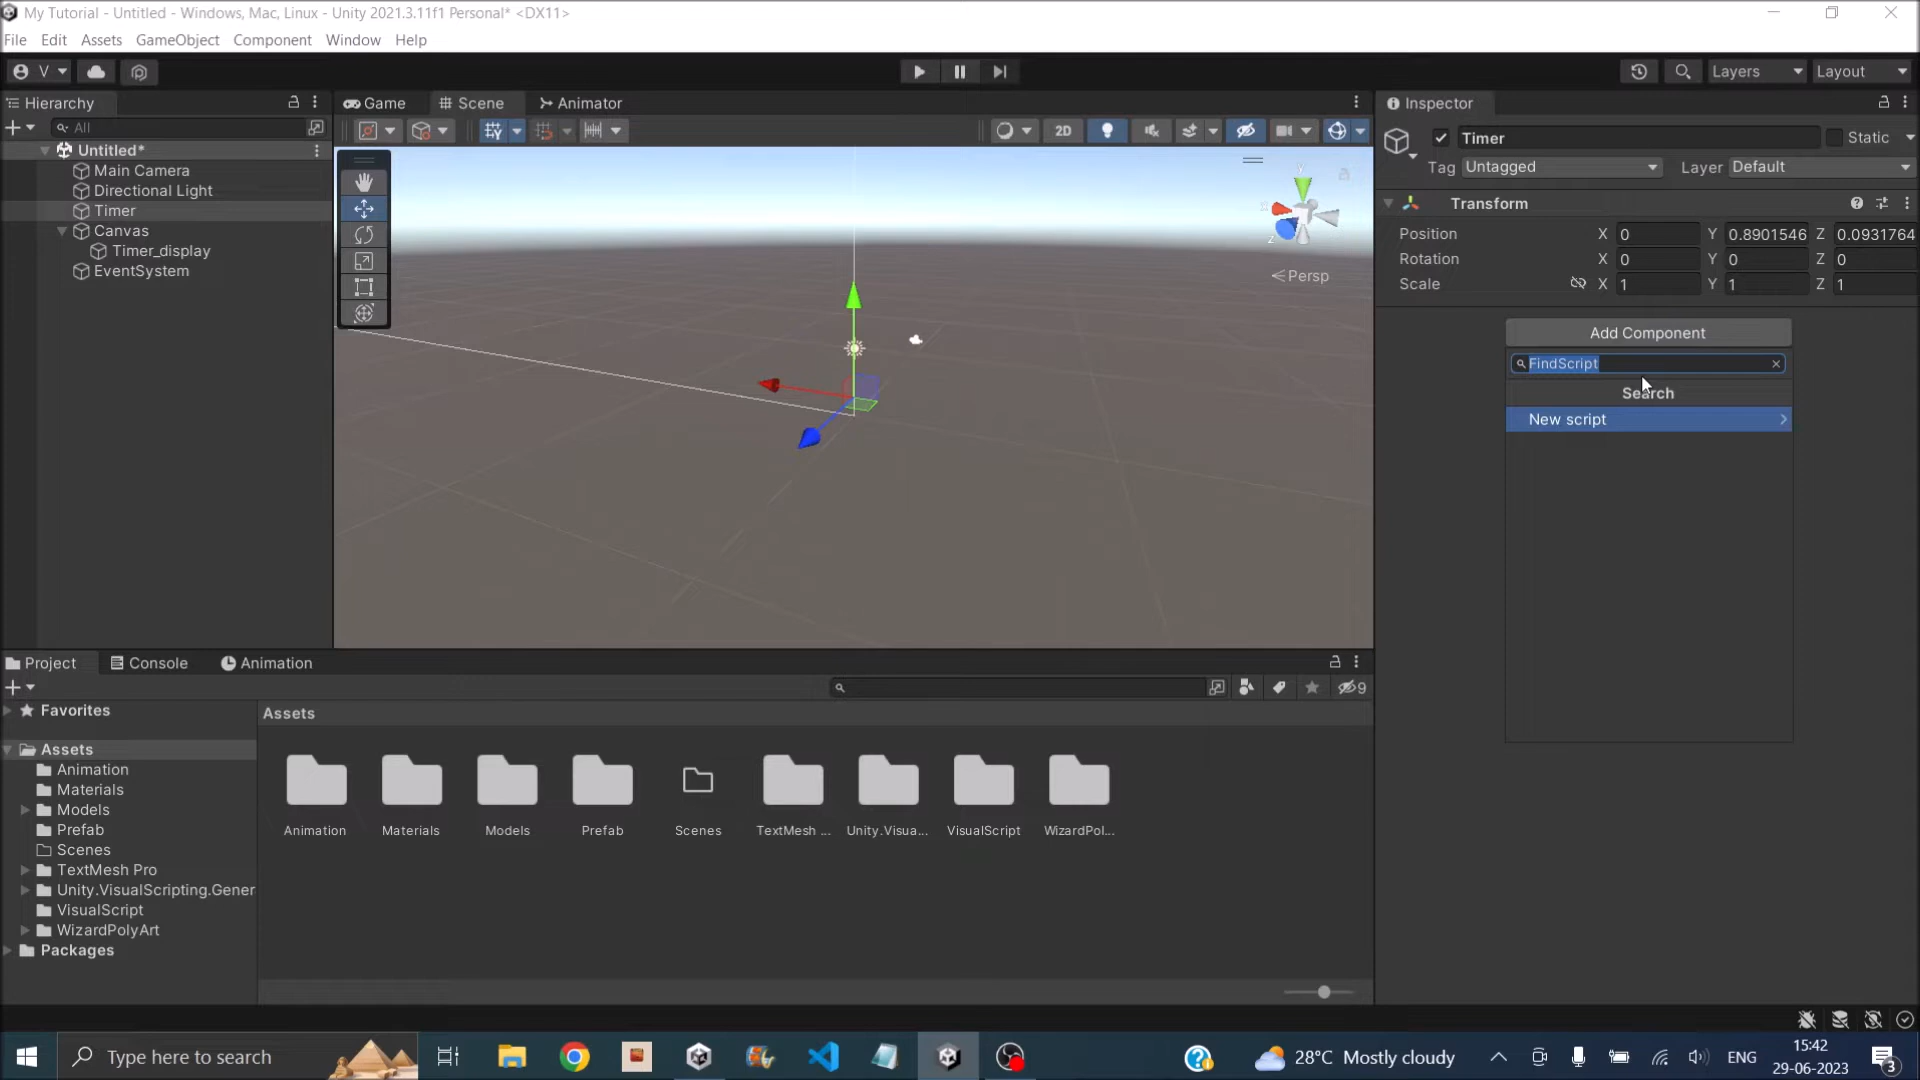 My Tutorial - Untitled - Windows, Mac, Linux - Unity 2021.3.11f1 Personal* <DX11>
File Edit Assets GameObject Component Window Help
V
Layers Layout
Hierarchy
All
Untitled*
Main Camera
Directional Light
Timer
Canvas
Timer_display
EventSystem
Game Scene Animator
2D
y
x
z
Persp
Inspector
Timer Static
Tag Untagged Layer Default
Transform
Position X 0 Y 0.8901546 Z 0.0931764
Rotation X 0 Y 0 Z 0
Scale X 1 Y 1 Z 1
Add Component
FindScript
Search
New script
Project Console Animation
9
Favorites
Assets
Animation
Materials
Models
Prefab
Scenes
TextMesh Pro
Unity.VisualScripting.Gener
VisualScript
WizardPolyArt
Packages
Assets
Animation Materials Models Prefab Scenes TextMesh ... Unity.Visua... VisualScript WizardPol...
Type here to search
28°C Mostly cloudy
ENG
15:42
29-06-2023
3